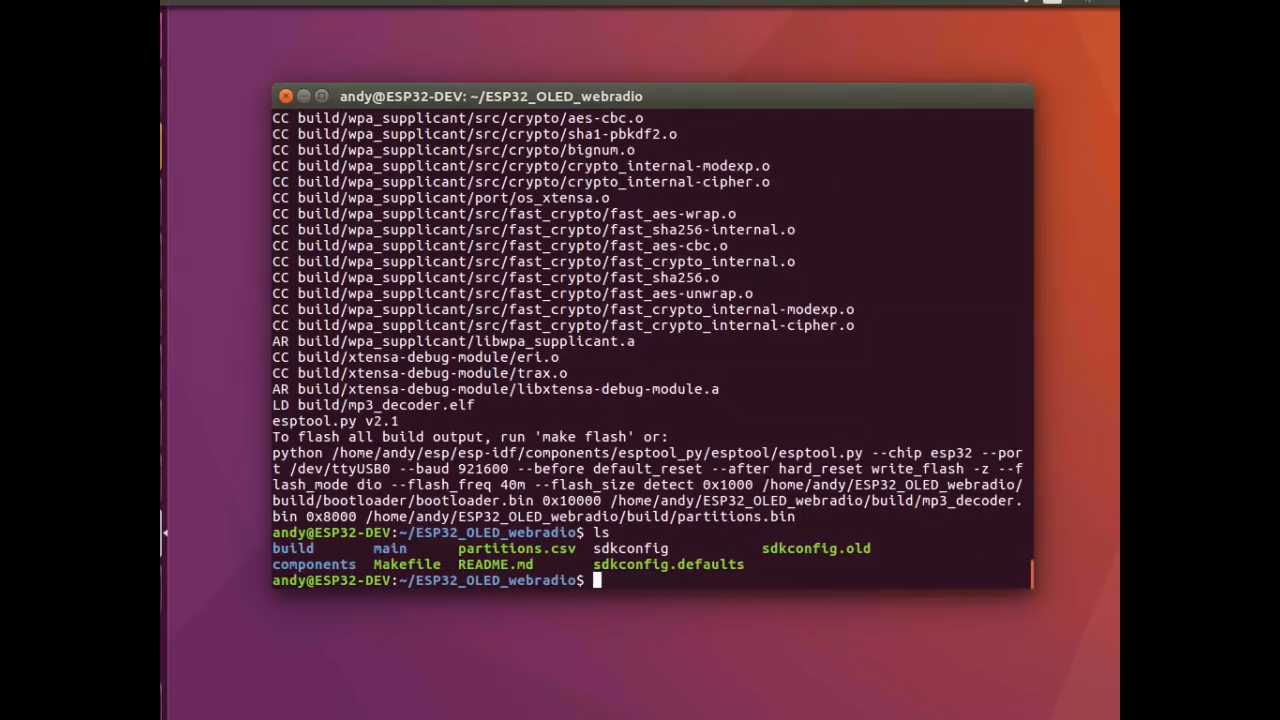 andy@ESP32-DEV: ~/ESP32_OLED_webradio
CC build/wpa_supplicant/src/crypto/aes-cbc.o
CC build/wpa_supplicant/src/crypto/sha1-pbkdf2.o
CC build/wpa_supplicant/src/crypto/bignum.o
CC build/wpa_supplicant/src/crypto/crypto_internal-modexp.o
CC build/wpa_supplicant/src/crypto/crypto_internal-cipher.o
CC build/wpa_supplicant/port/os_xtensa.o
CC build/wpa_supplicant/src/fast_crypto/fast_aes-wrap.o
CC build/wpa_supplicant/src/fast_crypto/fast_sha256-internal.o
CC build/wpa_supplicant/src/fast_crypto/fast_aes-cbc.o
CC build/wpa_supplicant/src/fast_crypto/fast_crypto_internal.o
CC build/wpa_supplicant/src/fast_crypto/fast_sha256.o
CC build/wpa_supplicant/src/fast_crypto/fast_aes-unwrap.o
CC build/wpa_supplicant/src/fast_crypto/fast_crypto_internal-modexp.o
CC build/wpa_supplicant/src/fast_crypto/fast_crypto_internal-cipher.o
AR build/wpa_supplicant/libwpa_supplicant.a
CC build/xtensa-debug-module/eri.o
CC build/xtensa-debug-module/trax.o
AR build/xtensa-debug-module/libxtensa-debug-module.a
LD build/mp3_decoder.elf
esptool.py v2.1
To flash all build output, run 'make flash' or:
python /home/andy/esp/esp-idf/components/esptool_py/esptool/esptool.py --chip esp32 --por
t /dev/ttyUSB0 --baud 921600 --before default_reset --after hard_reset write_flash -z --f
lash_mode dio --flash_freq 40m --flash_size detect 0x1000 /home/andy/ESP32_OLED_webradio/
build/bootloader/bootloader.bin 0x10000 /home/andy/ESP32_OLED_webradio/build/mp3_decoder.
bin 0x8000 /home/andy/ESP32_OLED_webradio/build/partitions.bin
andy@ESP32-DEV:~/ESP32_OLED_webradio$ ls
build main partitions.csv sdkconfig sdkconfig.old
components Makefile README.md sdkconfig.defaults
andy@ESP32-DEV:~/ESP32_OLED_webradio$